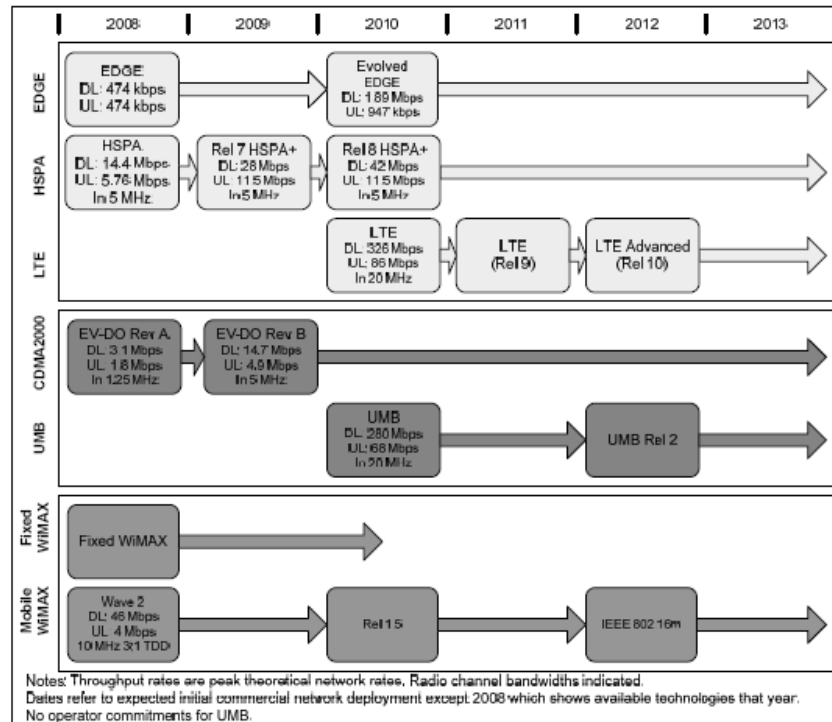 2008 2009 2010 2011 2012 2013
EDGE
EDGE
DL: 474 kbps
UL: 474 kbps
Evolved
EDGE
DL: 1.89 Mbps
UL: 947 kbps
HSPA
HSPA
DL: 14.4 Mbps
UL: 5.76 Mbps
In 5 MHz
Rel 7 HSPA+
DL: 28 Mbps
UL: 11.5 Mbps
In 5 MHz
Rel 8 HSPA+
DL: 42 Mbps
UL: 11.5 Mbps
In 5 MHz
LTE
LTE
DL: 326 Mbps
UL: 86 Mbps
In 20 MHz
LTE
(Rel 9)
LTE Advanced
(Rel 10)
CDMA2000
EV-DO Rev A
DL: 3.1 Mbps
UL: 1.8 Mbps
In 1.25 MHz
EV-DO Rev B
DL: 14.7 Mbps
UL: 4.9 Mbps
In 5 MHz
UMB
UMB
DL: 280 Mbps
UL: 68 Mbps
In 20 MHz
UMB Rel 2
Fixed
WiMAX
Fixed WiMAX
Mobile
WiMAX
Wave 2
DL: 46 Mbps
UL: 4 Mbps
10 MHz 3:1 TDD
Rel 1.5
IEEE 802.16m
Notes: Throughput rates are peak theoretical network rates. Radio channel bandwidths indicated.
Dates refer to expected initial commercial network deployment except 2008 which shows available technologies that year.
No operator commitments for UMB.